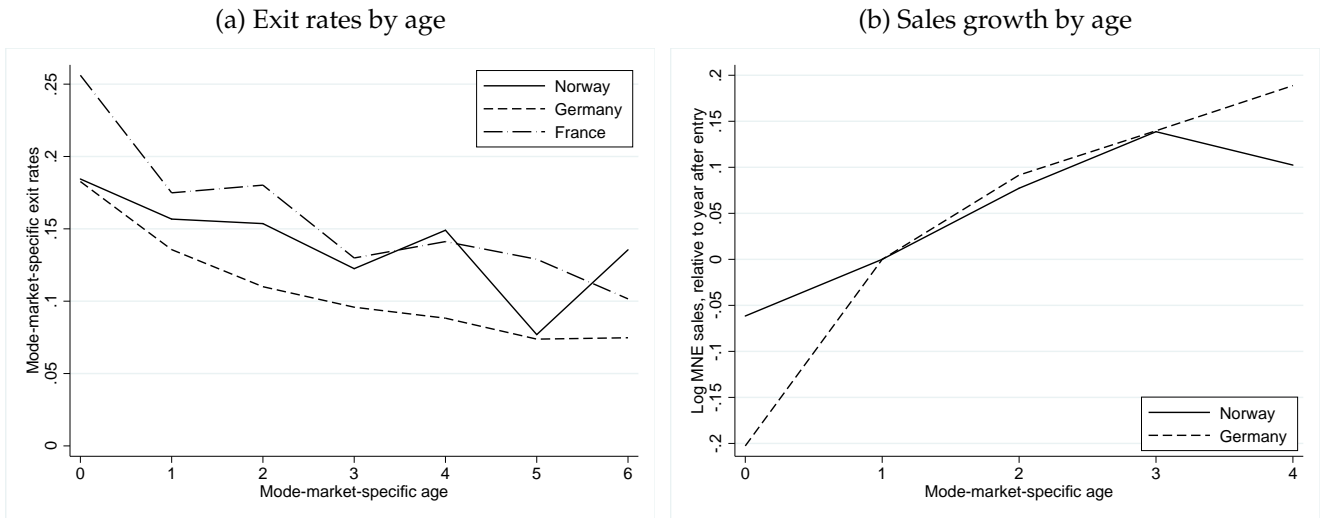 (a) Exit rates by age
Mode-market-specific exit rates
.25
.2
.15
.1
.05
0
Norway
Germany
France
0 1 2 3 4 5 6
Mode-market-specific age
(b) Sales growth by age
Log MNE sales, relative to year after entry
.2
.15
.1
.05
0
-.05
-.1
-.15
-.2
Norway
Germany
0 1 2 3 4
Mode-market-specific age